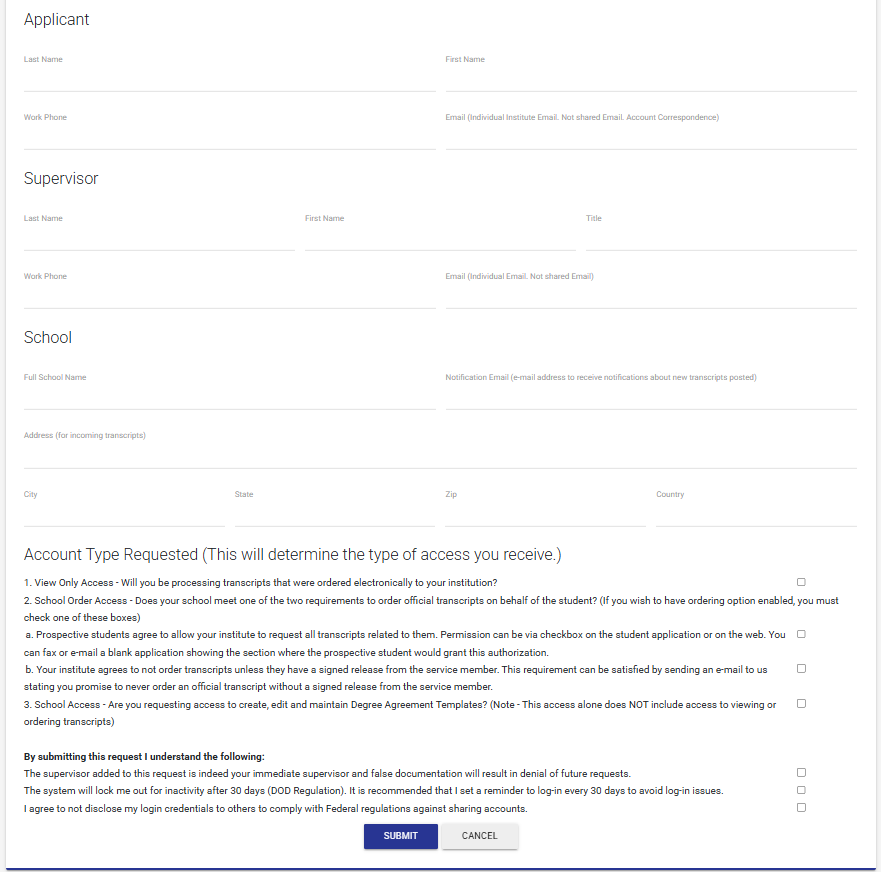 Applicant
Last Name
First Name
Work Phone
Email (Individual Institute Email. Not shared Email. Account Correspondence)
Supervisor
Last Name
First Name
Title
Work Phone
Email (Individual Email. Not shared Email)
School
Full School Name
Notification Email (e-mail address to receive notifications about new transcripts posted)
Address (for incoming transcripts)
City
State
Zip
Country
Account Type Requested (This will determine the type of access you receive.)
1. View Only Access - Will you be processing transcripts that were ordered electronically to your institution?
2. School Order Access - Does your school meet one of the two requirements to order official transcripts on behalf of the student? (If you wish to have ordering option enabled, you must
check one of these boxes)
a. Prospective students agree to allow your institute to request all transcripts related to them. Permission can be via checkbox on the student application or on the web. You
can fax or e-mail a blank application showing the section where the prospective student would grant this authorization.
b. Your institute agrees to not order transcripts unless they have a signed release from the service member. This requirement can be satisfied by sending an e-mail to us
stating you promise to never order an official transcript without a signed release from the service member.
3. School Access - Are you requesting access to create, edit and maintain Degree Agreement Templates? (Note - This access alone does NOT include access to viewing or
ordering transcripts)
By submitting this request I understand the following:
The supervisor added to this request is indeed your immediate supervisor and false documentation will result in denial of future requests.
The system will lock me out for inactivity after 30 days (DOD Regulation). It is recommended that I set a reminder to log-in every 30 days to avoid log-in issues.
I agree to not disclose my login credentials to others to comply with Federal regulations against sharing accounts.
SUBMIT
CANCEL